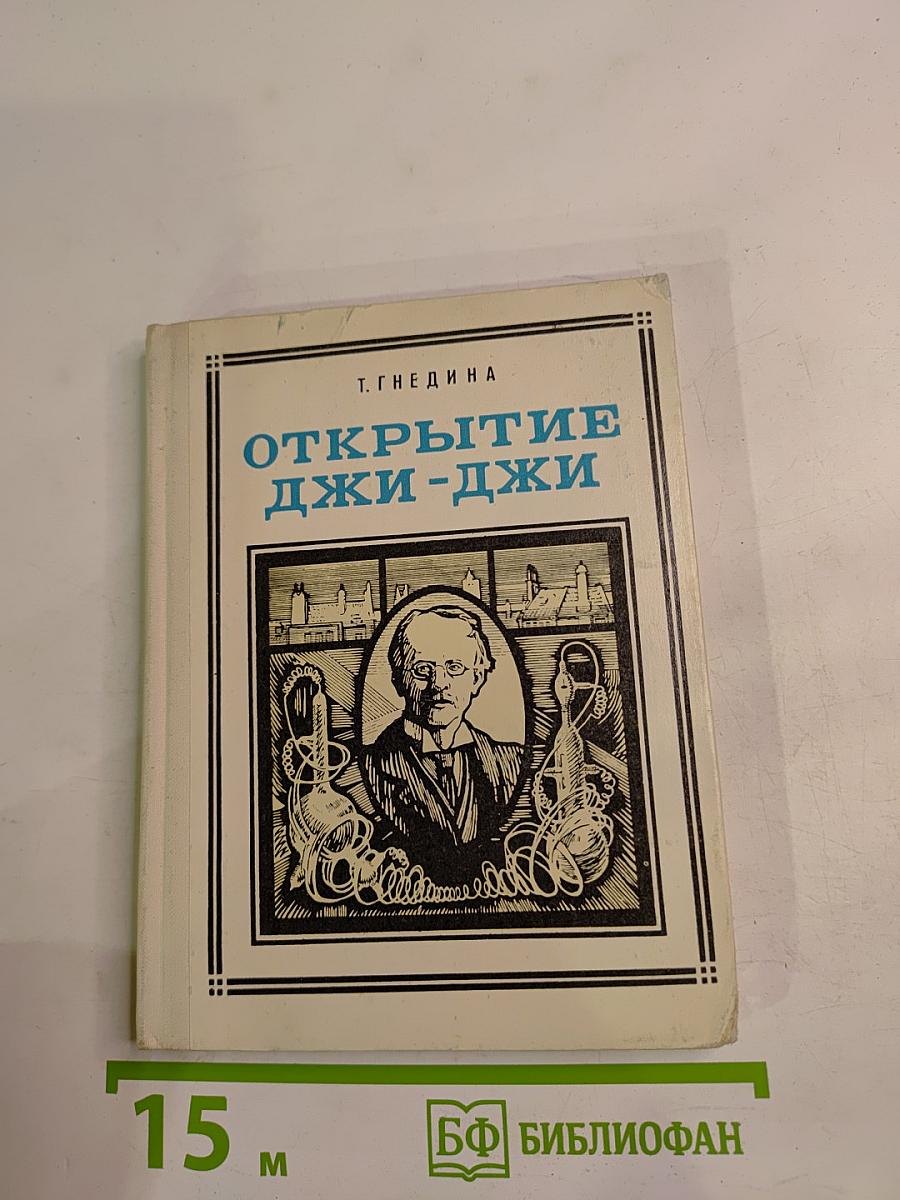 Т. ГНЕДИНА
ОТКРЫТИЕ
ДЖИ-ДЖИ
15 м
БФ БИБЛИОФАН